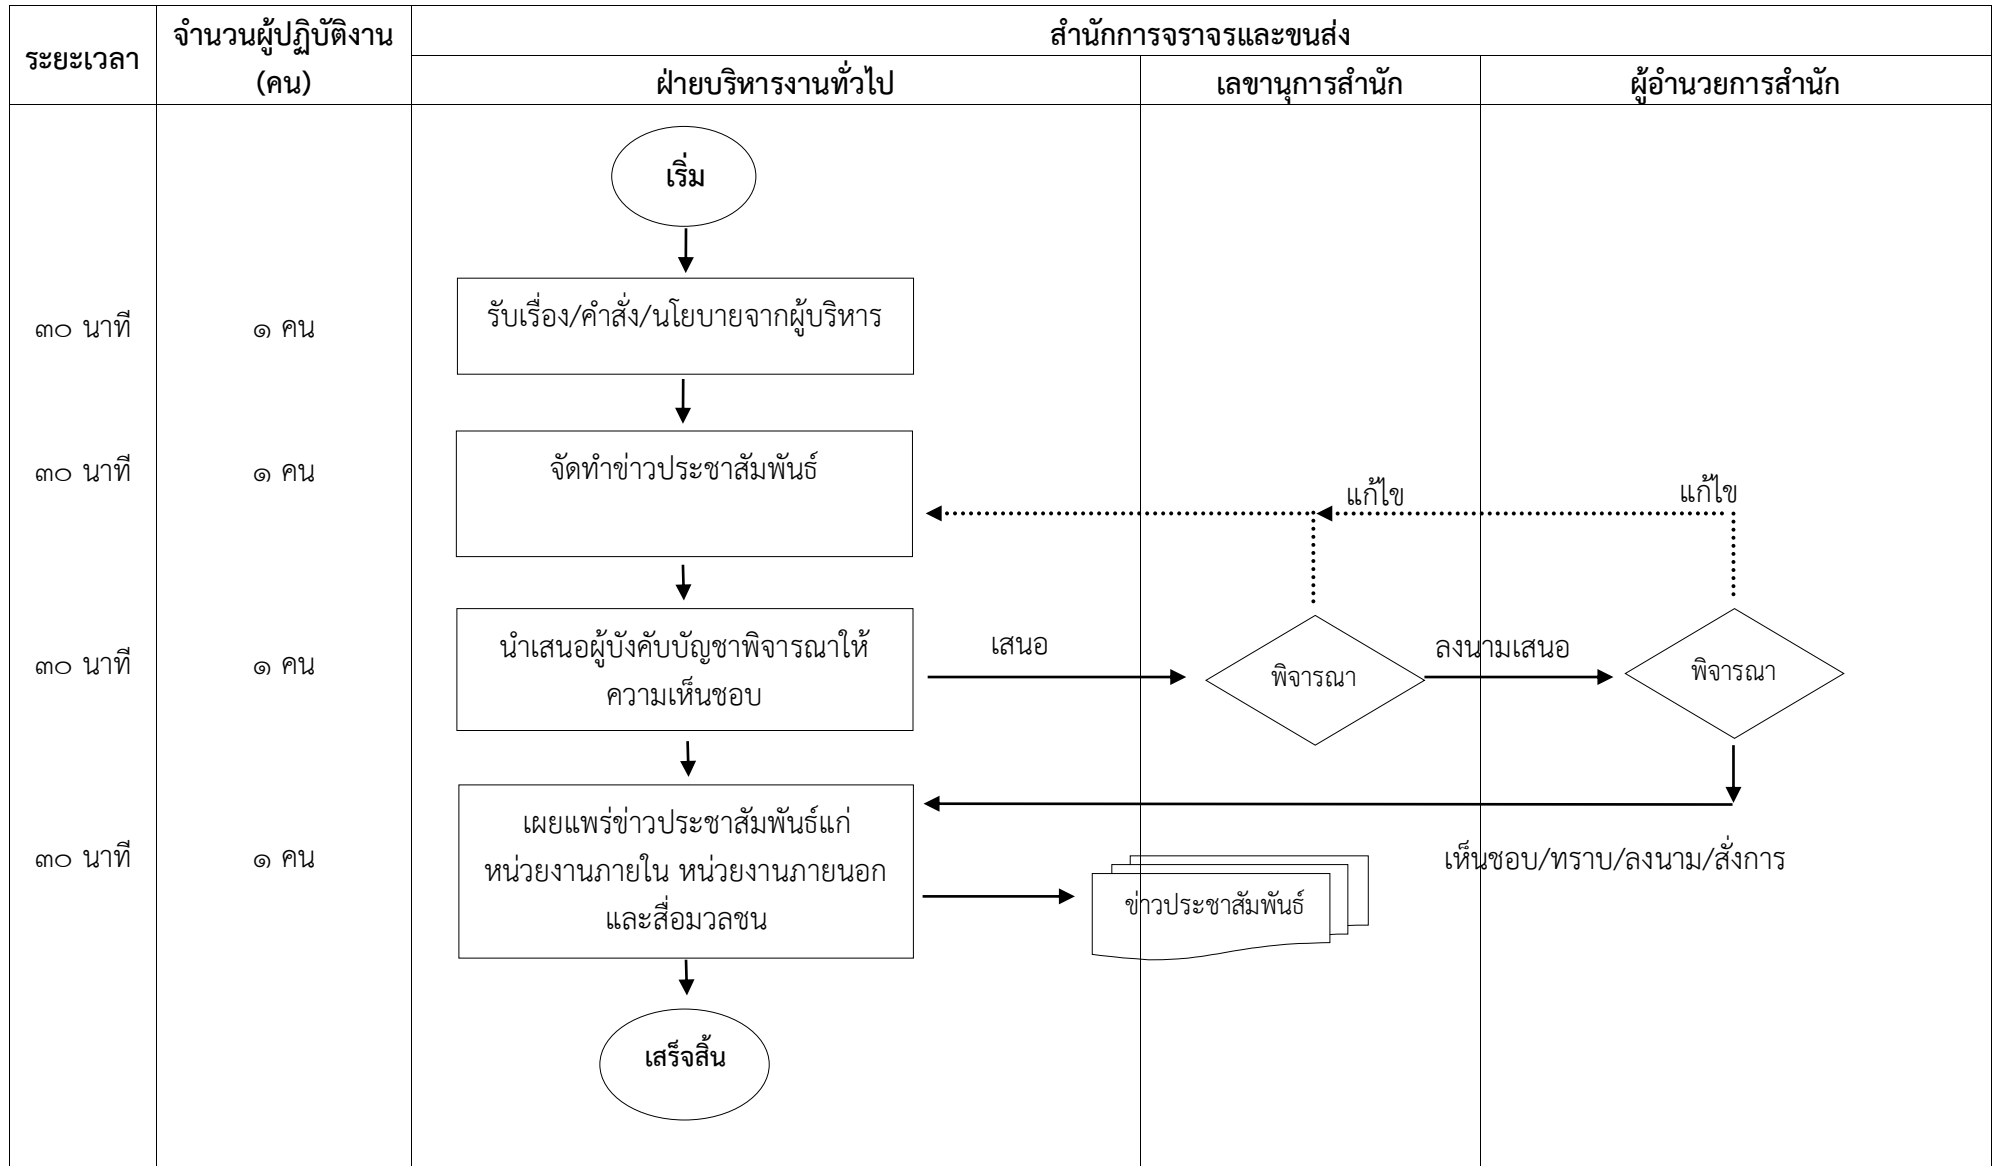 ระยะเวลา
จำนวนผู้ปฏิบัติงาน
(คน)
สำนักการจราจรและขนส่ง
ฝ่ายบริหารงานทั่วไป
เลขานุการสำนัก
ผู้อำนวยการสำนัก
เริ่ม
๓๐ นาที
๑ คน
รับเรื่อง/คำสั่ง/นโยบายจากผู้บริหาร
๓๐ นาที
๑ คน
จัดทำข่าวประชาสัมพันธ์
แก้ไข
แก้ไข
๓๐ นาที
๑ คน
นำเสนอผู้บังคับบัญชาพิจารณาให้
ความเห็นชอบ
เสนอ
พิจารณา
ลงนามเสนอ
พิจารณา
๓๐ นาที
๑ คน
เผยแพร่ข่าวประชาสัมพันธ์แก่
หน่วยงานภายใน หน่วยงานภายนอก
และสื่อมวลชน
ข่าวประชาสัมพันธ์
เห็นชอบ/ทราบ/ลงนาม/สั่งการ
เสร็จสิ้น